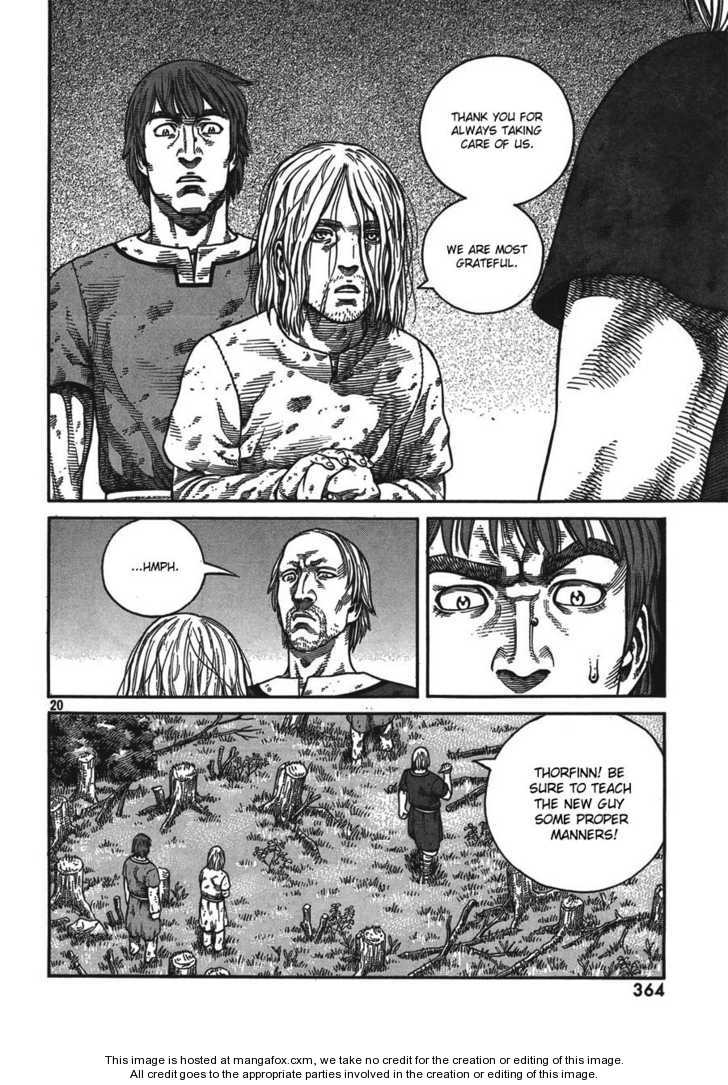 THANK YOU FOR
ALWAYS TAKING
CARE OF US.
WE ARE MOST
GRATEFUL.
...HMPH.
20
THORFINN! BE
SURE TO TEACH
THE NEW GUY
SOME PROPER
MANNERS!
364
This image is hosted at mangafox.cxm, we take no credit for the creation or editing of this image.
All credit goes to the appropriate parties involved in the creation or editing of this image.